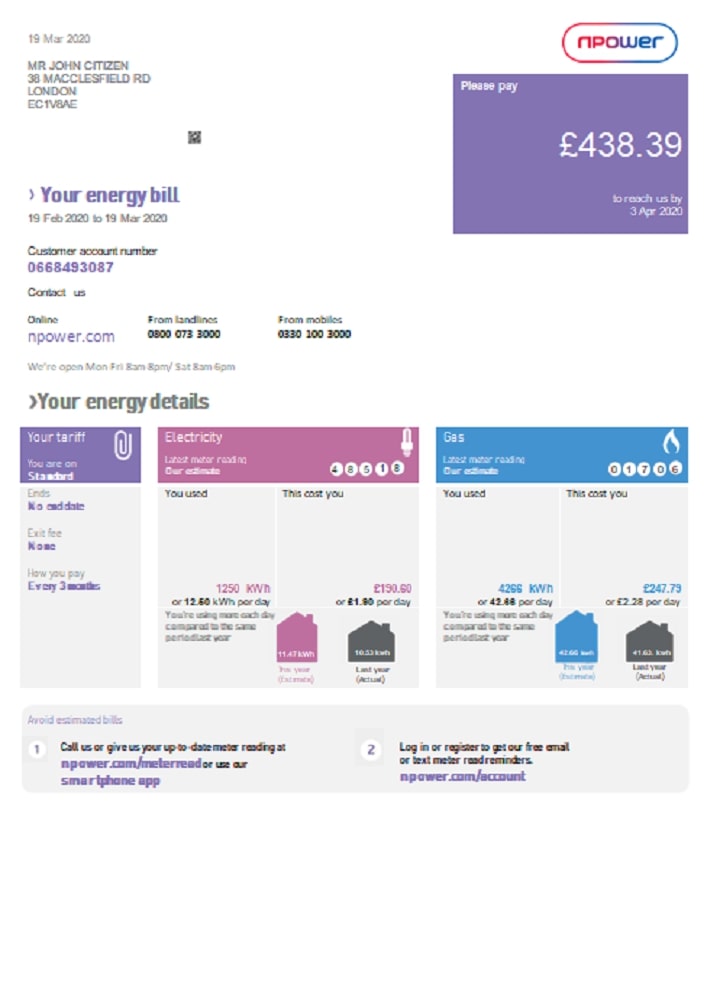 19 Mar 2020
npower
MR JOHN CITIZEN
38 MACCLESFIELD RD
LONDON
EC1V8AE
Please pay
£438.39
to reach us by
3 Apr 2020
› Your energy bill
19 Feb 2020 to 19 Mar 2020
Customer account number
0668493087
Contact us
Online From landlines From mobiles
npower.com 0800 073 3000 0330 100 3000
We're open Mon-Fri 8am-8pm/ Sat 8am-6pm
›Your energy details
Your tariff
You are on
Standard
Ends
No end date
Exit fee
None
How you pay
Every 3 months
Electricity
Latest meter reading
Our estimate
4 8 5 1 8
You used This cost you
1250 KWh £190.60
or 12.50 kWh per day or £1.90 per day
You're using more each day
compared to the same
period last year
11.47 kWh
This year
(Estimate)
Last year
(Actual)
Gas
Latest meter reading
Our estimate
0 1 7 0 6
You used This cost you
4266 KWh £247.79
or 42.66 per day or £2.28 per day
You're using more each day
compared to the same
period last year
42.66 kwh
This year
(Estimate)
41.63. kwh
Last year
(Actual)
Avoid estimated bills
1
Call us or give us your up-to-date meter reading at
npower.com/meterread or use our
smartphone app
2
Log in or register to get our free email
or text meter read reminders.
npower.com/account